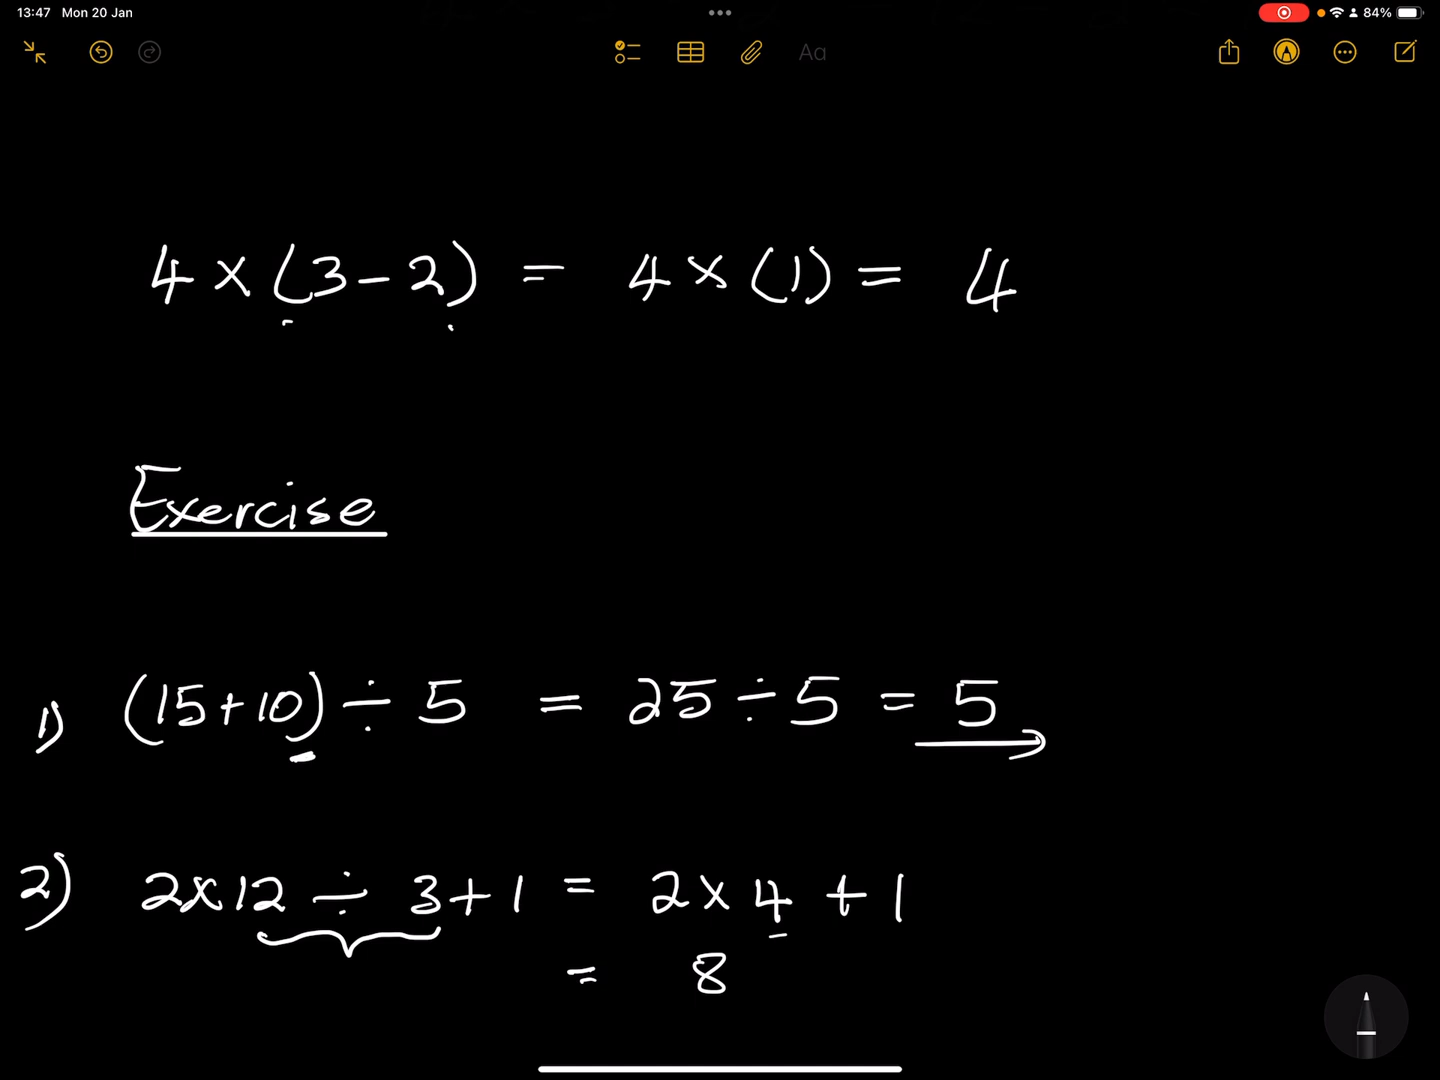 13:47 Mon 20 Jan 84%
Aa
4 × (3 - 2) = 4 × (1) = 4
Exercise
1) (15+10) ÷ 5 = 25 ÷ 5 = 5
2) 2×12 ÷ 3+1 = 2 × 4 + 1
= 8